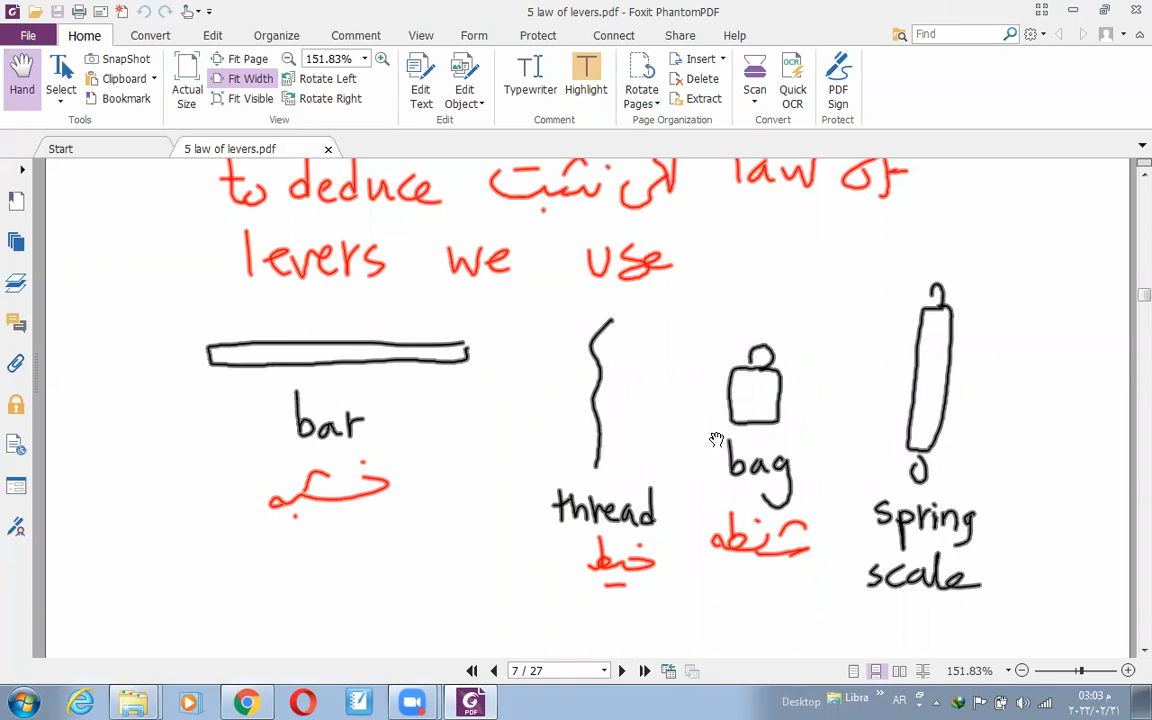 5 law of levers.pdf - Foxit PhantomPDF
File Home Convert Edit Organize Comment View Form Protect Connect Share Help Find
SnapShot Fit Page 151.83% Insert
Clipboard Fit Width Rotate Left Delete
Bookmark Fit Visible Rotate Right Extract
Hand Select Actual Size Edit Text Edit Object Typewriter Highlight Rotate Pages Scan Quick OCR PDF Sign
Tools View Edit Comment Page Organization Convert Protect
Start 5 law of levers.pdf
to deduce law of
levers we use
bar
thread
خيط
bag
شنطه
spring
scale
7 / 27 151.83%
Desktop Libra AR 03:03 م
٢٠٢٢/٠٢/٢١